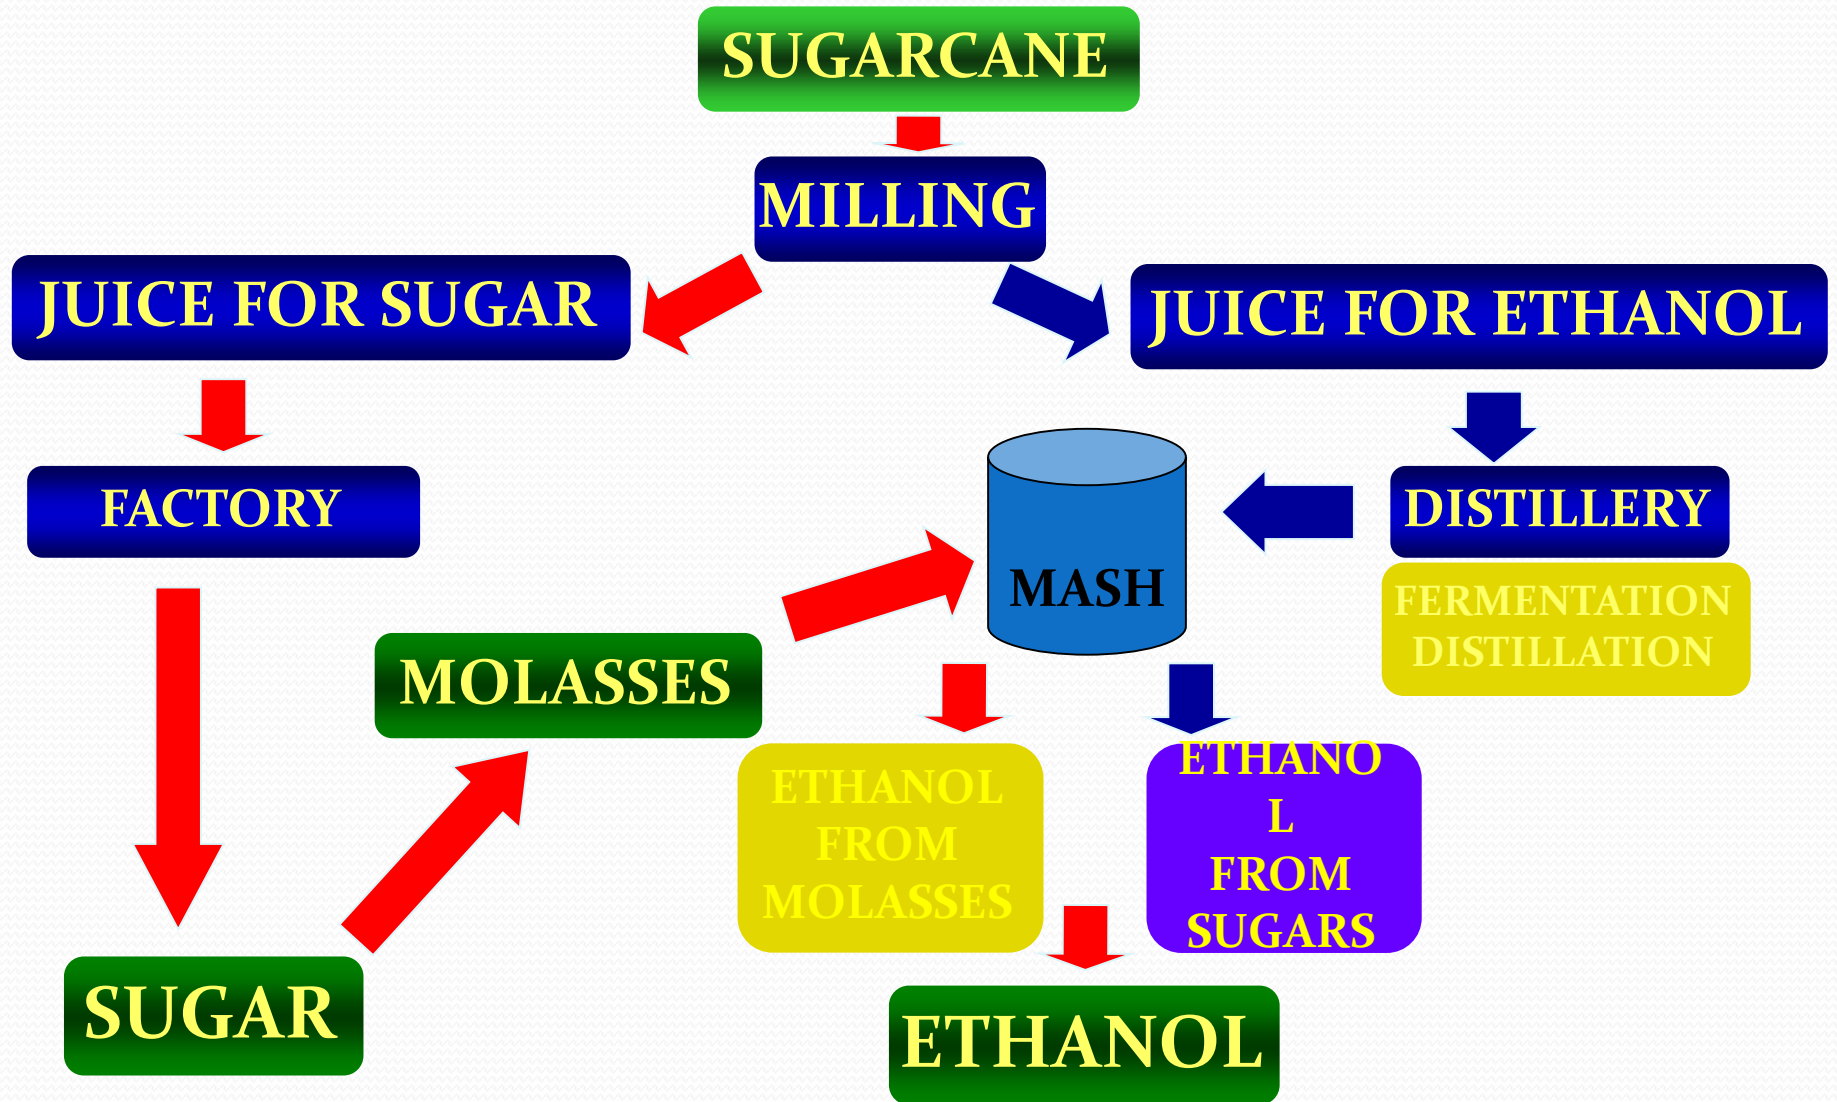 SUGARCANE
MILLING
JUICE FOR SUGAR
JUICE FOR ETHANOL
FACTORY
DISTILLERY
MASH
FERMENTATION
DISTILLATION
MOLASSES
ETHANOL
FROM
MOLASSES
ETHANO
L
FROM
SUGARS
SUGAR
ETHANOL